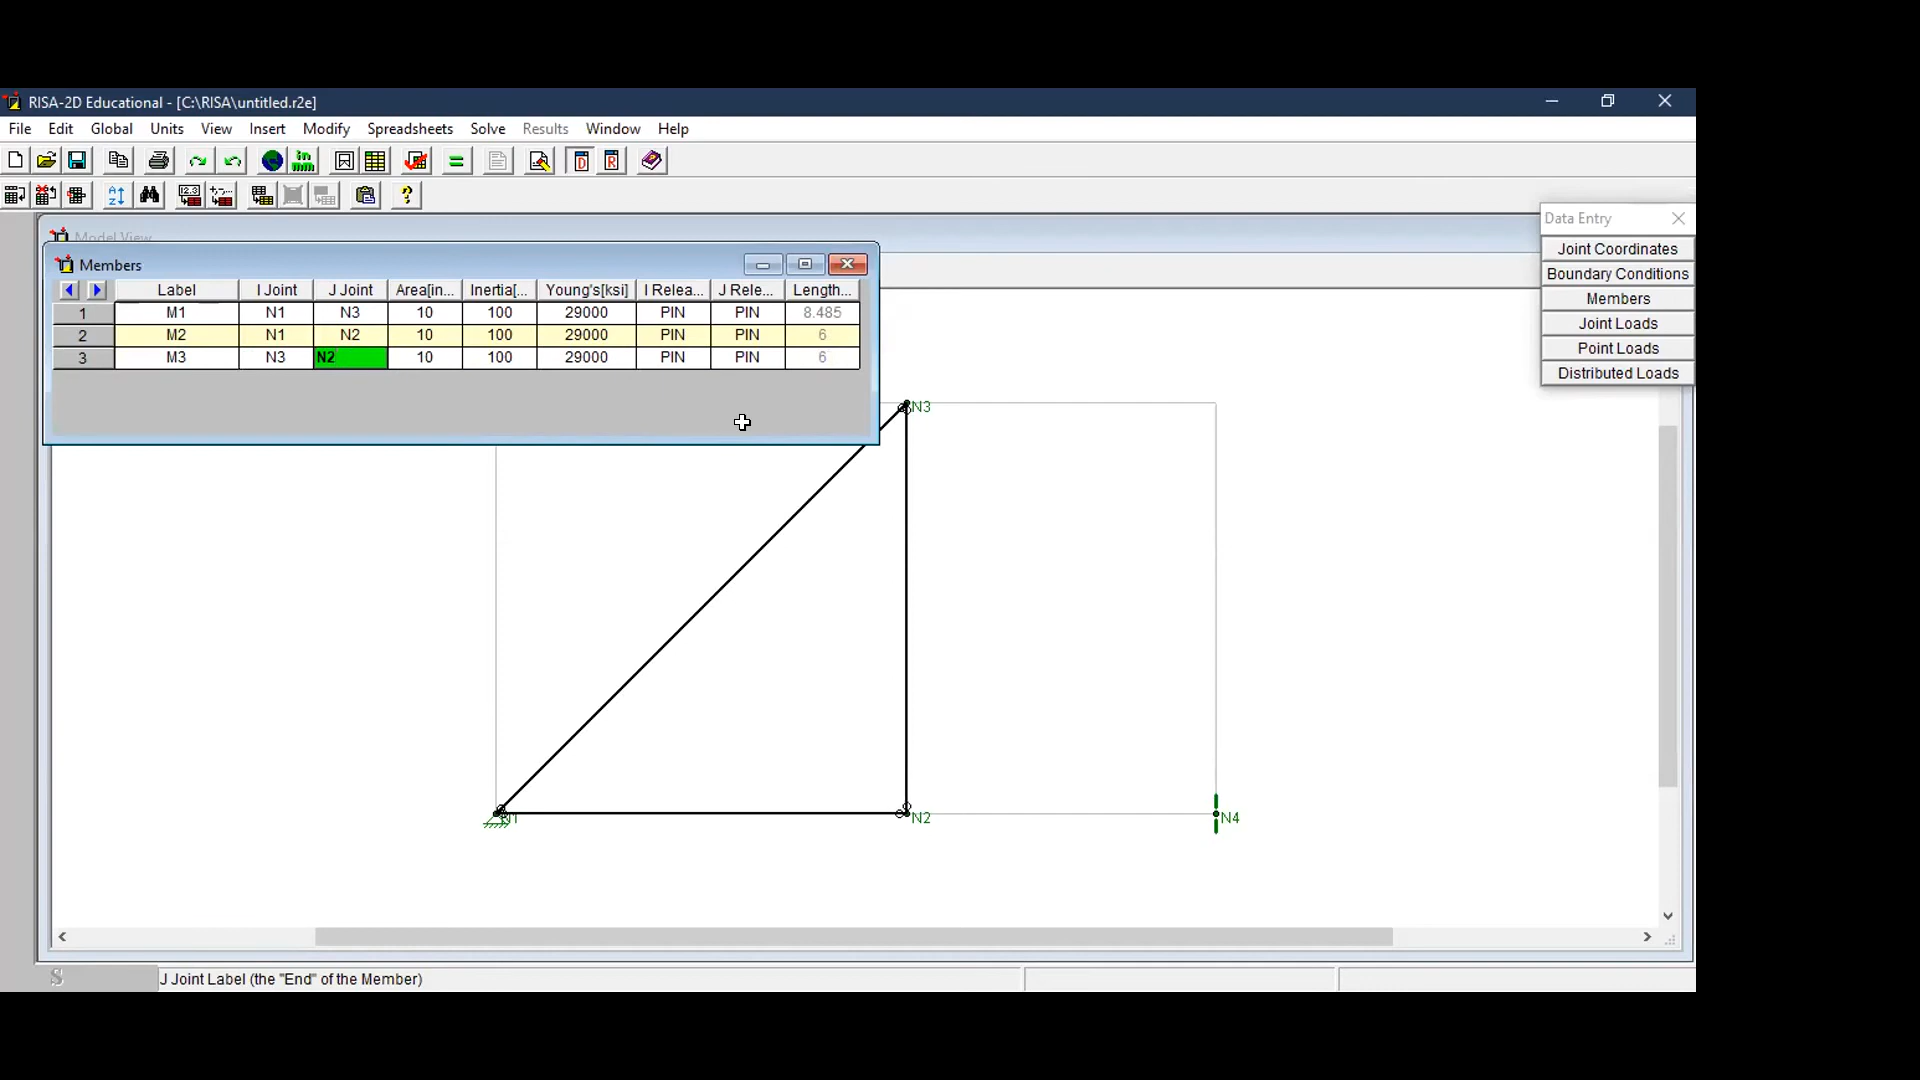 RISA-2D Educational - [C:\RISA\untitled.r2e]
File Edit Global Units View Insert Modify Spreadsheets Solve Results Window Help
Model View
Data Entry
Joint Coordinates
Boundary Conditions
Members
Joint Loads
Point Loads
Distributed Loads
Members
Label I Joint J Joint Area[in... Inertia[... Young's[ksi] I Relea... J Rele... Length...
1 M1 N1 N3 10 100 29000 PIN PIN 8.485
2 M2 N1 N2 10 100 29000 PIN PIN 6
3 M3 N3 N2 10 100 29000 PIN PIN 6
N3
N1
N2
N4
S
J Joint Label (the "End" of the Member)